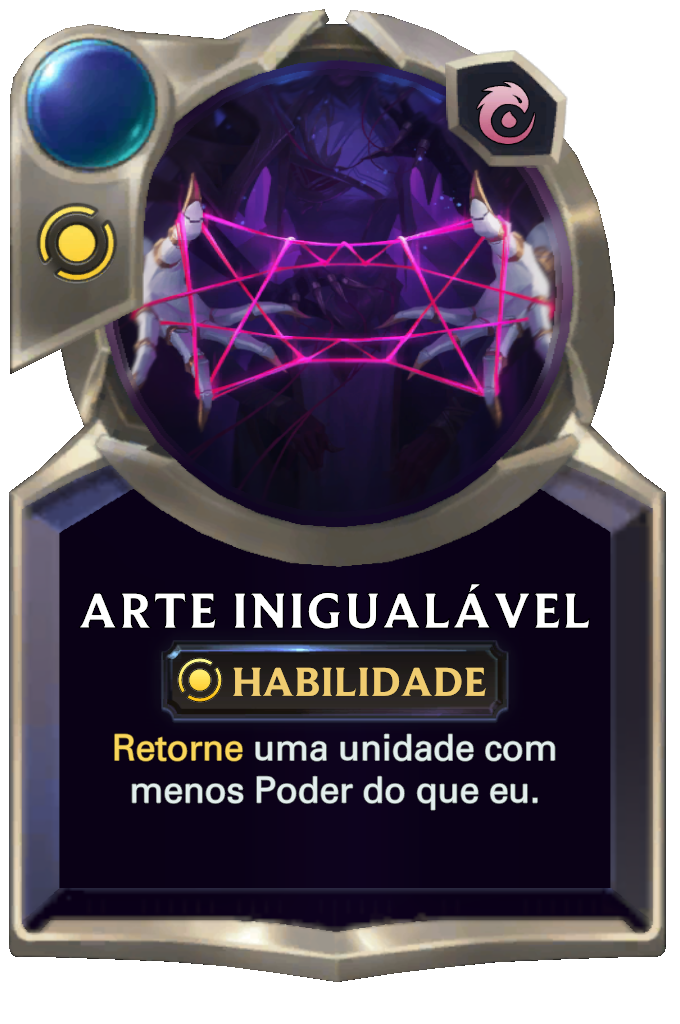 ARTE INIGUALÁVEL
HABILIDADE
Retorne uma unidade com
menos Poder do que eu.